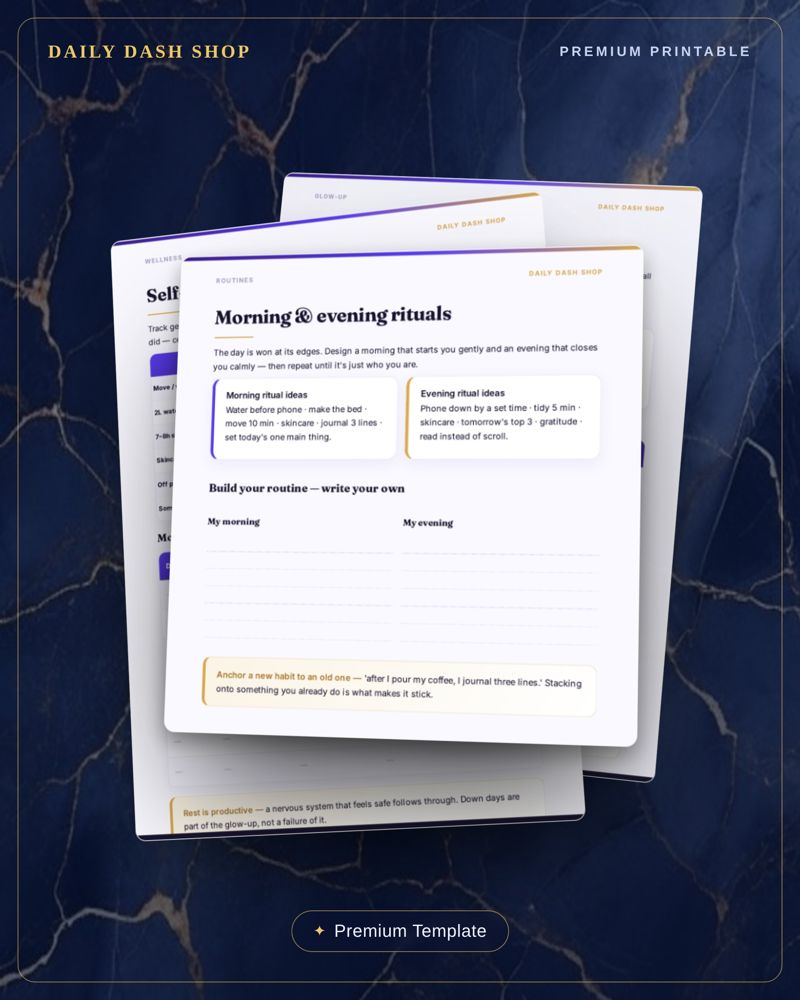 DAILY DASH SHOP
PREMIUM PRINTABLE
GLOW-UP
DAILY DASH SHOP
WELLNESS
DAILY DASH SHOP
Self
Track
did —
Move /
7–8h
Off
ROUTINES
DAILY DASH SHOP
Morning & evening rituals
The day is won at its edges. Design a morning that starts you gently and an evening that closes
you calmly — then repeat until it's just who you are.
Morning ritual ideas
Water before phone · make the bed ·
move 10 min · skincare · journal 3 lines ·
set today's one main thing.
Evening ritual ideas
Phone down by a set time · tidy 5 min ·
skincare · tomorrow's top 3 · gratitude ·
read instead of scroll.
Build your routine — write your own
My morning
My evening
Anchor a new habit to an old one — 'after I pour my coffee, I journal three lines.' Stacking
onto something you already do is what makes it stick.
Rest is productive — a nervous system that feels safe follows through. Down days are
part of the glow-up, not a failure of it.
✦ Premium Template